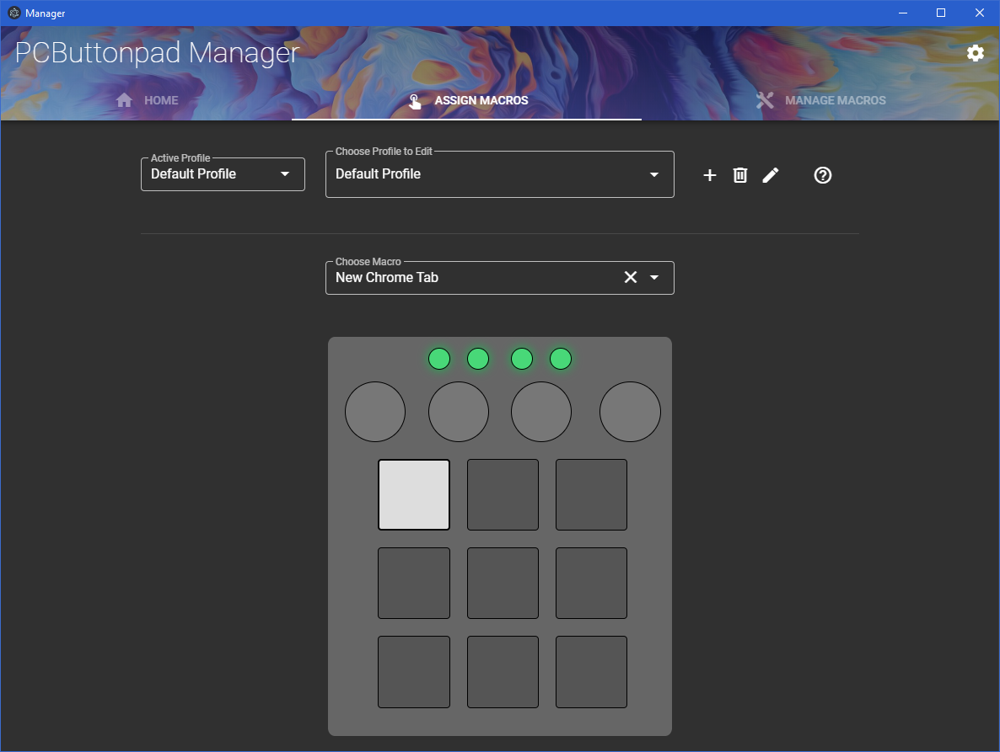 Manager
PCButtonpad Manager
HOME
ASSIGN MACROS
MANAGE MACROS
Active Profile
Default Profile
Choose Profile to Edit
Default Profile
Choose Macro
New Chrome Tab